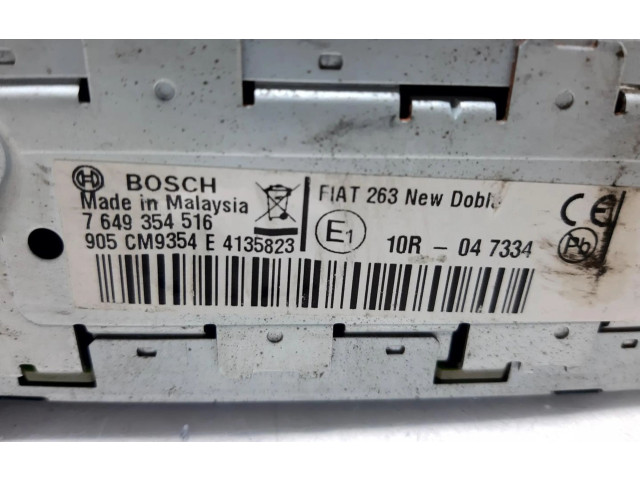 BOSCH
Made in Malaysia
7 649 354 516
905 CM9354 E 4135823
FIAT 263 New Dobl
E1
10R - 04 7334
CE
Pb